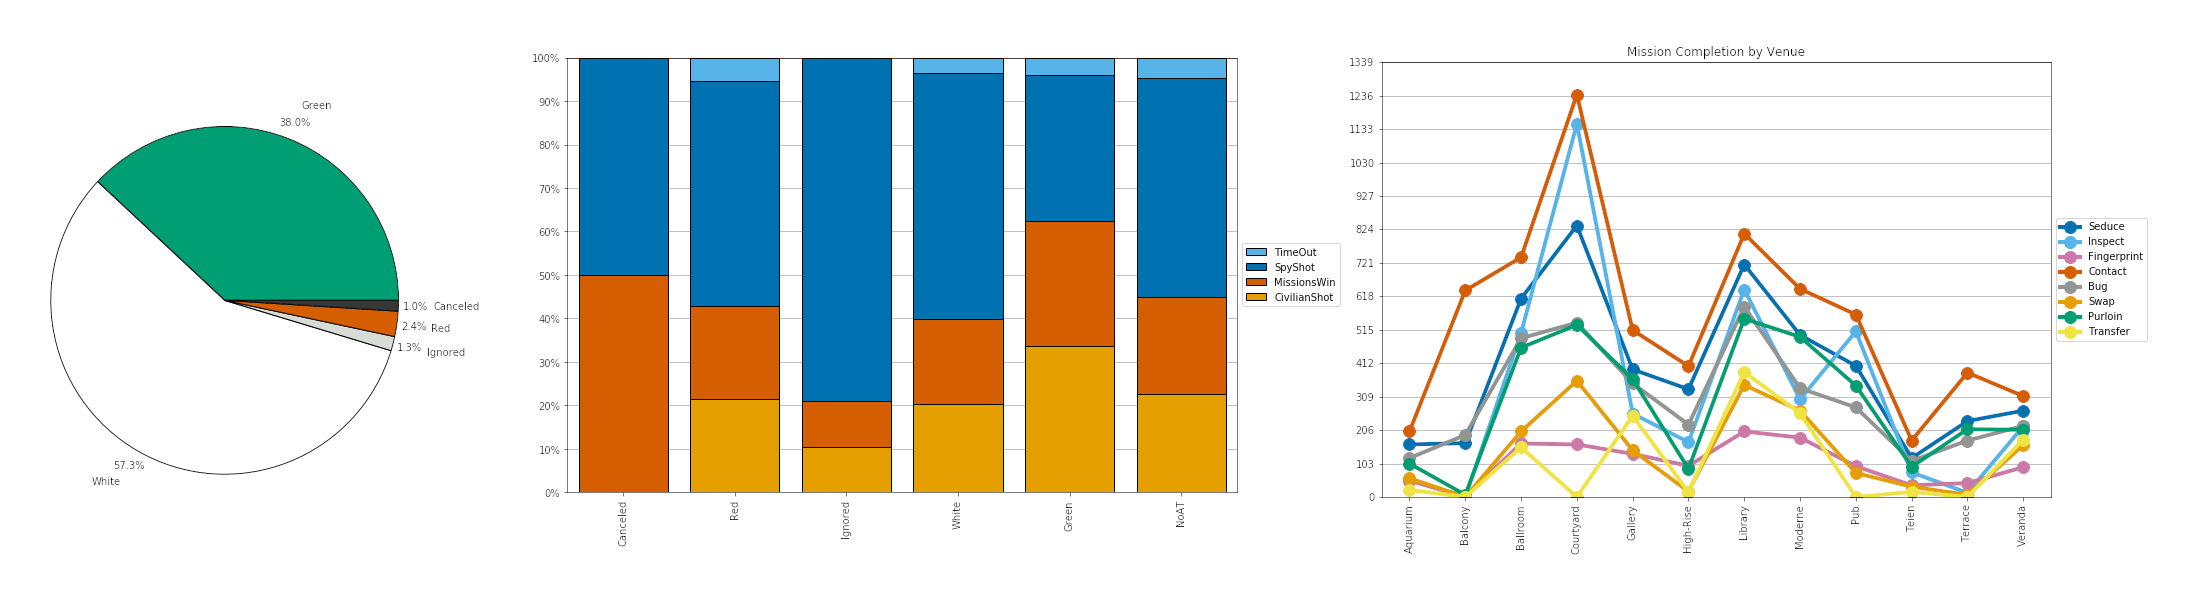 Green
38.0%
1.0% Canceled
2.4% Red
1.3% Ignored
57.3%
White
100%
90%
80%
70%
60%
50%
40%
30%
20%
10%
0%
Canceled
Red
Ignored
White
Green
NoAT
TimeOut
SpyShot
MissionsWin
CivilianShot
Mission Completion by Venue
1339
1236
1133
1030
927
824
721
618
515
412
309
206
103
0
Aquarium
Balcony
Ballroom
Courtyard
Gallery
High-Rise
Library
Moderne
Pub
Teien
Terrace
Veranda
Seduce
Inspect
Fingerprint
Contact
Bug
Swap
Purloin
Transfer